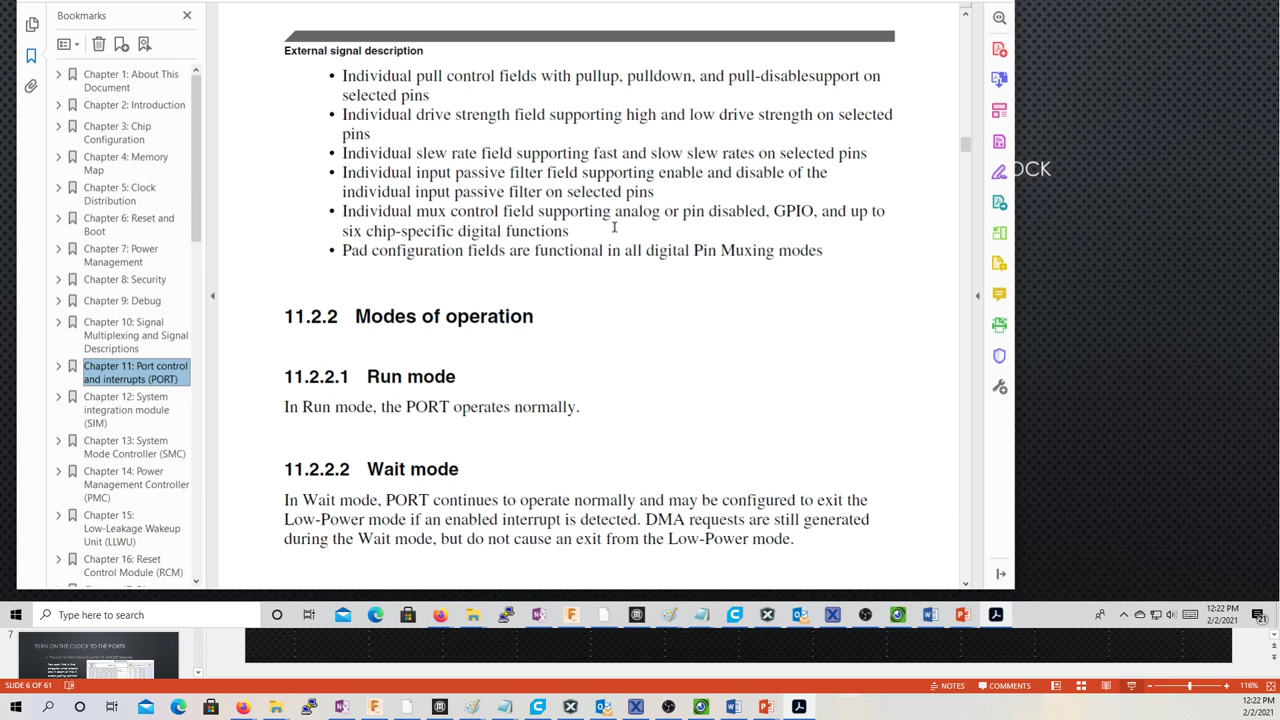 Bookmarks
Chapter 1: About This
Document
Chapter 2: Introduction
Chapter 3: Chip
Configuration
Chapter 4: Memory
Map
Chapter 5: Clock
Distribution
Chapter 6: Reset and
Boot
Chapter 7: Power
Management
Chapter 8: Security
Chapter 9: Debug
Chapter 10: Signal
Multiplexing and Signal
Descriptions
Chapter 11: Port control
and interrupts (PORT)
Chapter 12: System
integration module
(SIM)
Chapter 13: System
Mode Controller (SMC)
Chapter 14: Power
Management Controller
(PMC)
Chapter 15:
Low-Leakage Wakeup
Unit (LLWU)
Chapter 16: Reset
Control Module (RCM)
External signal description
• Individual pull control fields with pullup, pulldown, and pull-disablesupport on
selected pins
• Individual drive strength field supporting high and low drive strength on selected
pins
• Individual slew rate field supporting fast and slow slew rates on selected pins
• Individual input passive filter field supporting enable and disable of the
individual input passive filter on selected pins
• Individual mux control field supporting analog or pin disabled, GPIO, and up to
six chip-specific digital functions
• Pad configuration fields are functional in all digital Pin Muxing modes
11.2.2 Modes of operation
11.2.2.1 Run mode
In Run mode, the PORT operates normally.
11.2.2.2 Wait mode
In Wait mode, PORT continues to operate normally and may be configured to exit the
Low-Power mode if an enabled interrupt is detected. DMA requests are still generated
during the Wait mode, but do not cause an exit from the Low-Power mode.
OCK
Type here to search
12:22 PM
2/2/2021
21
7
TURN ON THE CLOCK TO THE PORTX
SLIDE 6 OF 61
NOTES
COMMENTS
116%
12:22 PM
2/2/2021